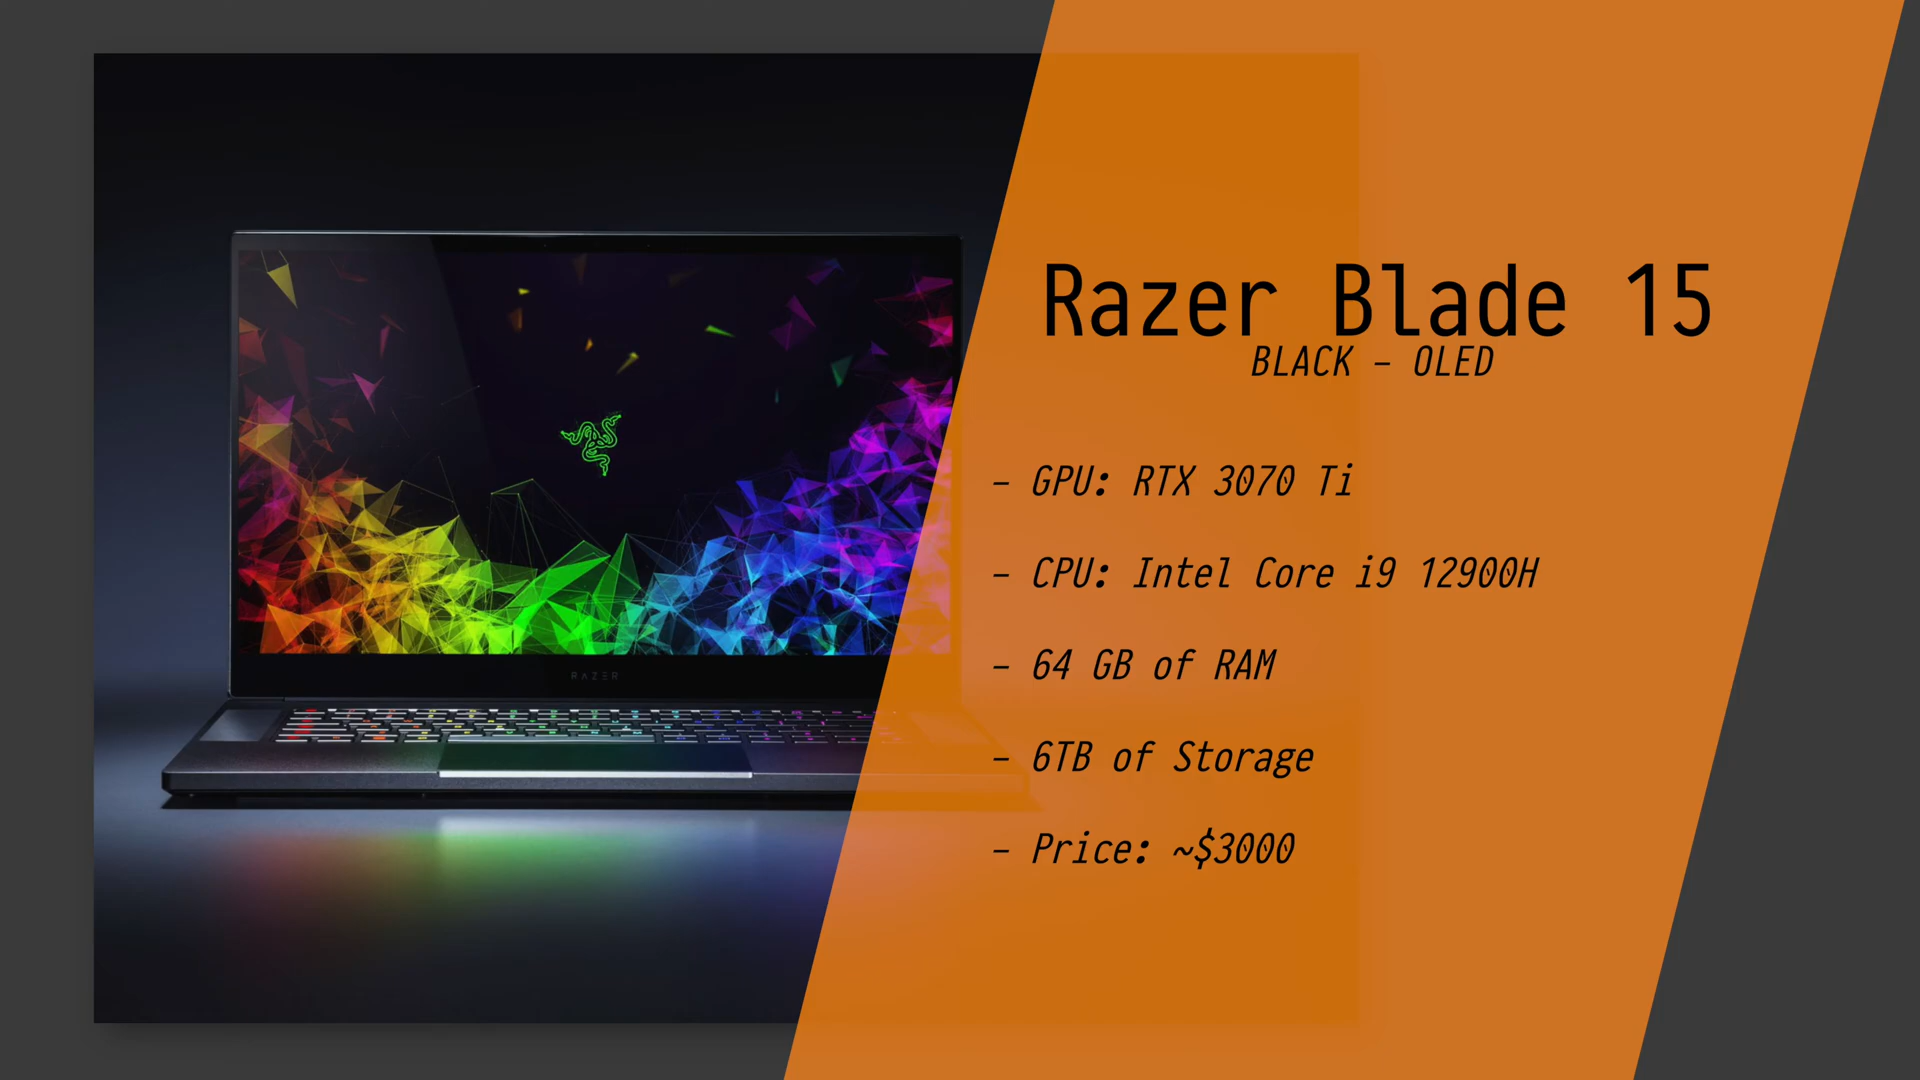 Razer Blade 15
BLACK – OLED
– GPU: RTX 3070 Ti
– CPU: Intel Core i9 12900H
– 64 GB of RAM
– 6TB of Storage
– Price: ~$3000
RAZER